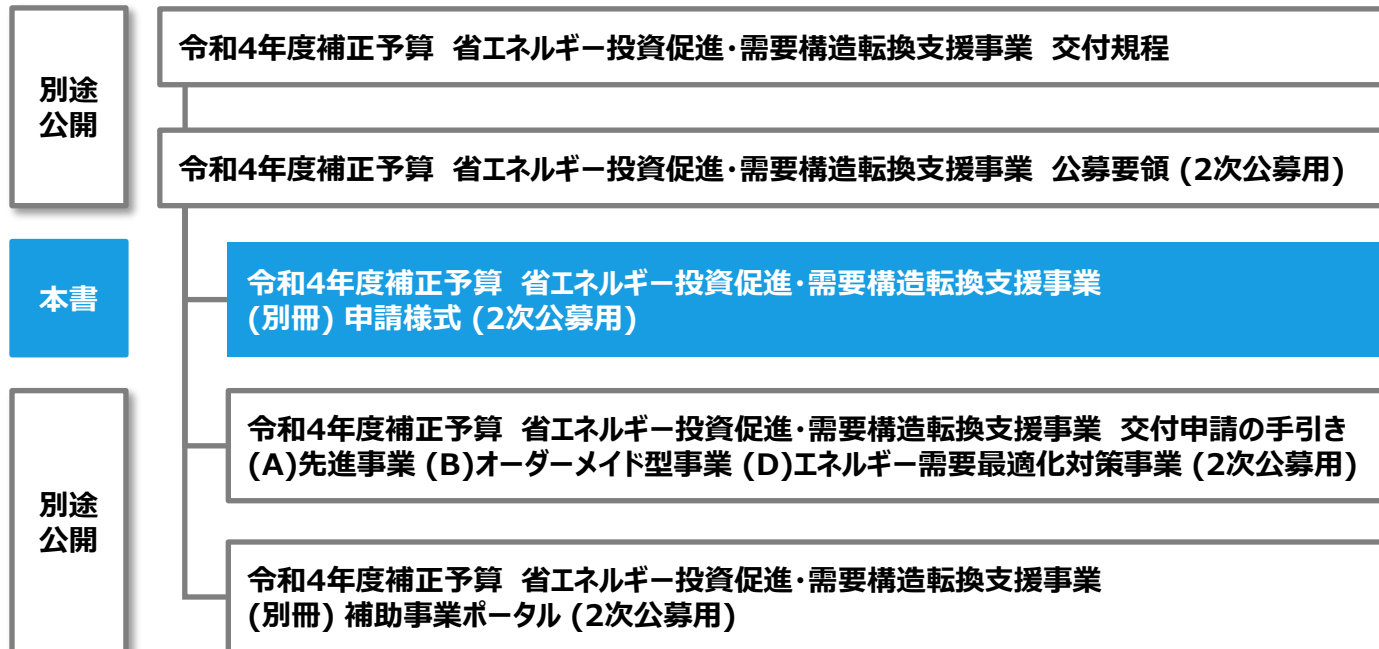 別途
公開
令和4年度補正予算 省エネルギー投資促進・需要構造転換支援事業 交付規程
令和4年度補正予算 省エネルギー投資促進・需要構造転換支援事業 公募要領 (2次公募用)
本書
令和4年度補正予算 省エネルギー投資促進・需要構造転換支援事業
(別冊) 申請様式 (2次公募用)
別途
公開
令和4年度補正予算 省エネルギー投資促進・需要構造転換支援事業 交付申請の手引き
(A)先進事業 (B)オーダーメイド型事業 (D)エネルギー需要最適化対策事業 (2次公募用)
令和4年度補正予算 省エネルギー投資促進・需要構造転換支援事業
(別冊) 補助事業ポータル (2次公募用)